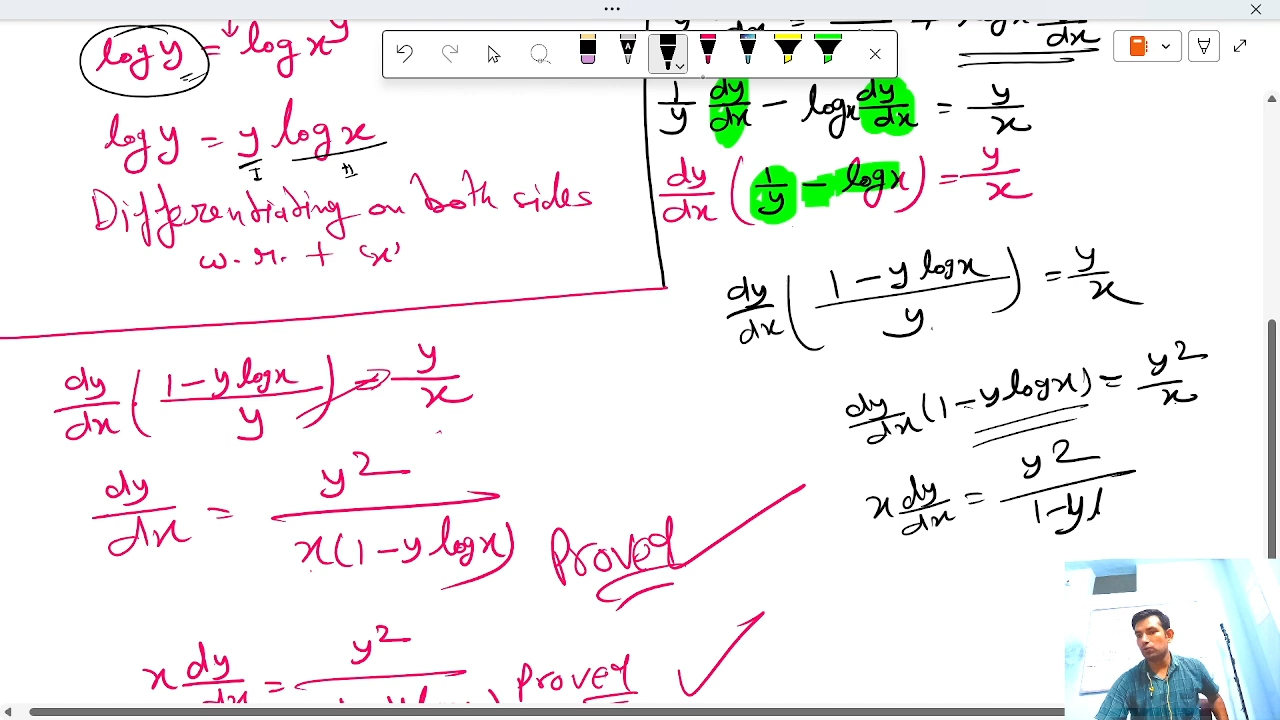 log y = log x^y
log y = y log x
I II
Differentiating on both sides
w.r.t 'x'
dy/dx ( (1 - y log x)/y ) = y/x
dy/dx = y²/(x(1 - y log x)) Proved
x dy/dx = y² Proved
1/y dy/dx - log x dy/dx = y/x
dy/dx (1/y - log x) = y/x
dy/dx ( (1 - y log x)/y ) = y/x
dy/dx (1 - y log x) = y²/x
x dy/dx = y²/(1 - y l